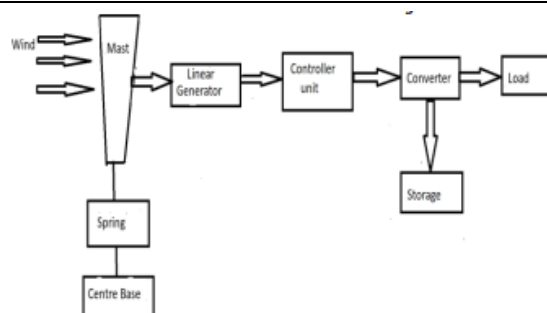 Wind
Mast
Linear
Generator
Controller
unit
Converter
Load
Storage
Spring
Centre Base